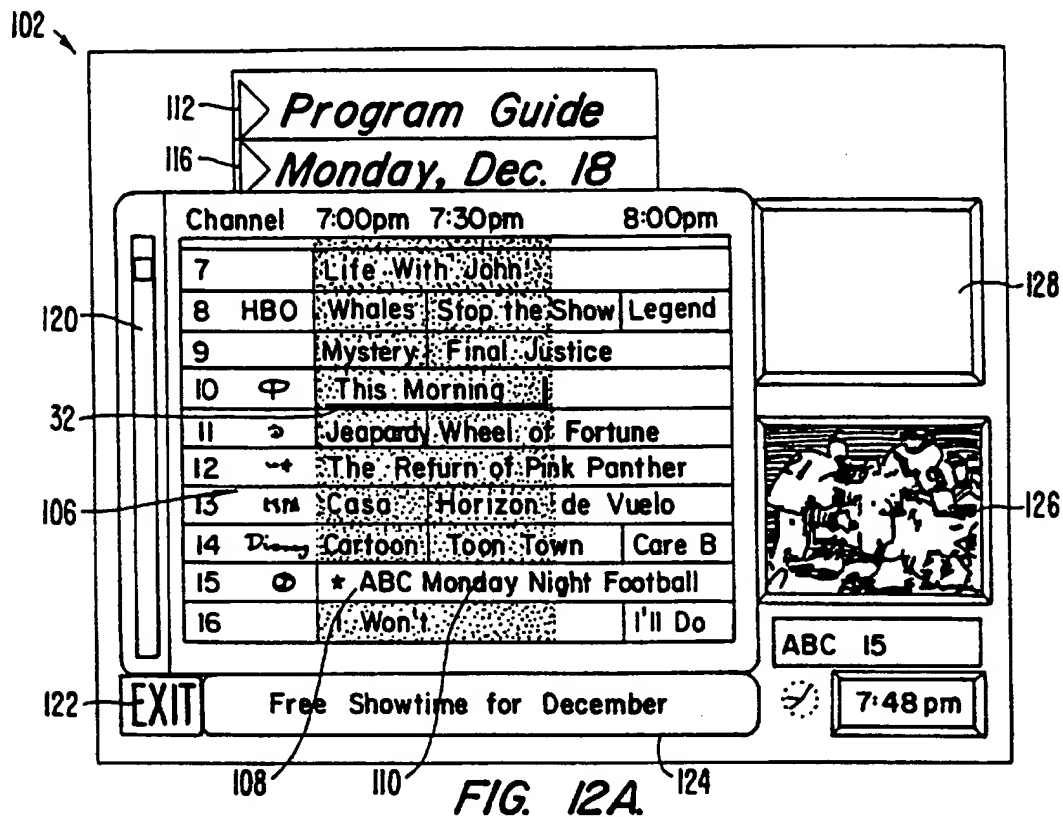 102
112 Program Guide
116 Monday, Dec. 18
Channel 7:00pm 7:30pm 8:00pm
7 Life With John
8 HBO Whales Stop the Show Legend
128
120
9 Mystery Final Justice
10 This Morning
32
11 Jeapardy Wheel of Fortune
12 The Return of Pink Panther
106
13 Casa Horizon de Vuelo
126
14 Disney Cartoon Toon Town Care B
15 * ABC Monday Night Football
16 I Won't I'll Do
ABC 15
122 EXIT Free Showtime for December 7:48 pm
108 110 124
FIG. 12A.